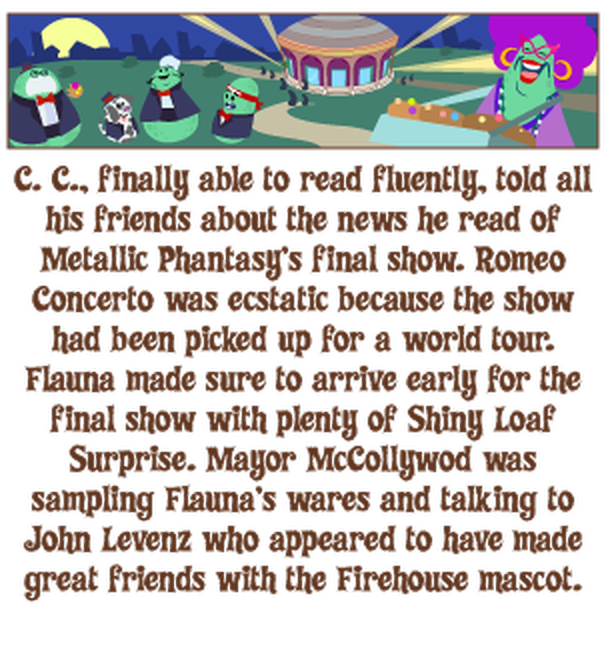 C. C., finally able to read fluently, told all
his friends about the news he read of
Metallic Phantasy's final show. Romeo
Concerto was ecstatic because the show
had been picked up for a world tour.
Flauna made sure to arrive early for the
final show with plenty of Shiny Loaf
Surprise. Mayor McCollywod was
sampling Flauna's wares and talking to
John Levenz who appeared to have made
great friends with the Firehouse mascot.